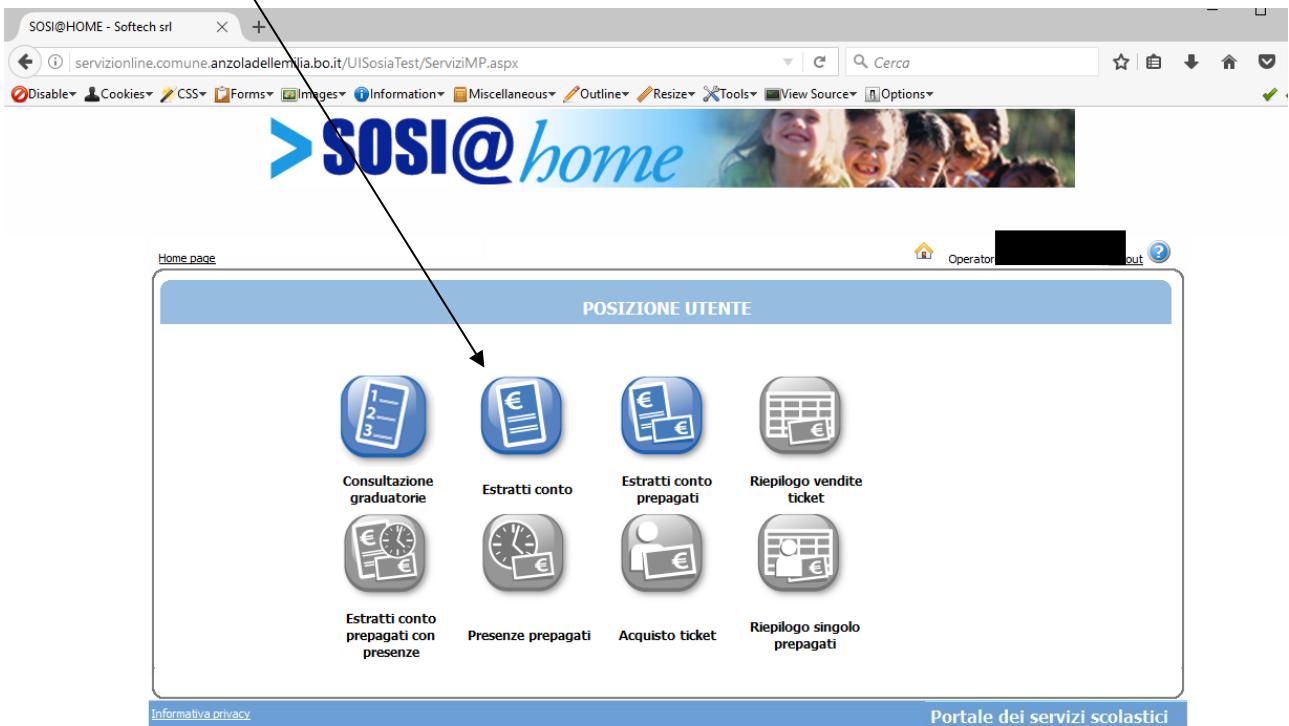 SOSI@HOME - Softech srl
servizionline.comune.anzoladellemilia.bo.it/UISosiaTest/ServiziMP.aspx
Cerca
Disable Cookies CSS Forms Images Information Miscellaneous Outline Resize Tools View Source Options
>SOSI@home
Home page
Operator
out
POSIZIONE UTENTE
1
2
3
€
€
€
€
Consultazione
graduatorie
Estratti conto
Estratti conto
prepagati
Riepilogo vendite
ticket
€
€
€
€
€
Estratti conto
prepagati con
presenze
Presenze prepagati
Acquisto ticket
Riepilogo singolo
prepagati
Informativa privacy
Portale dei servizi scolastici